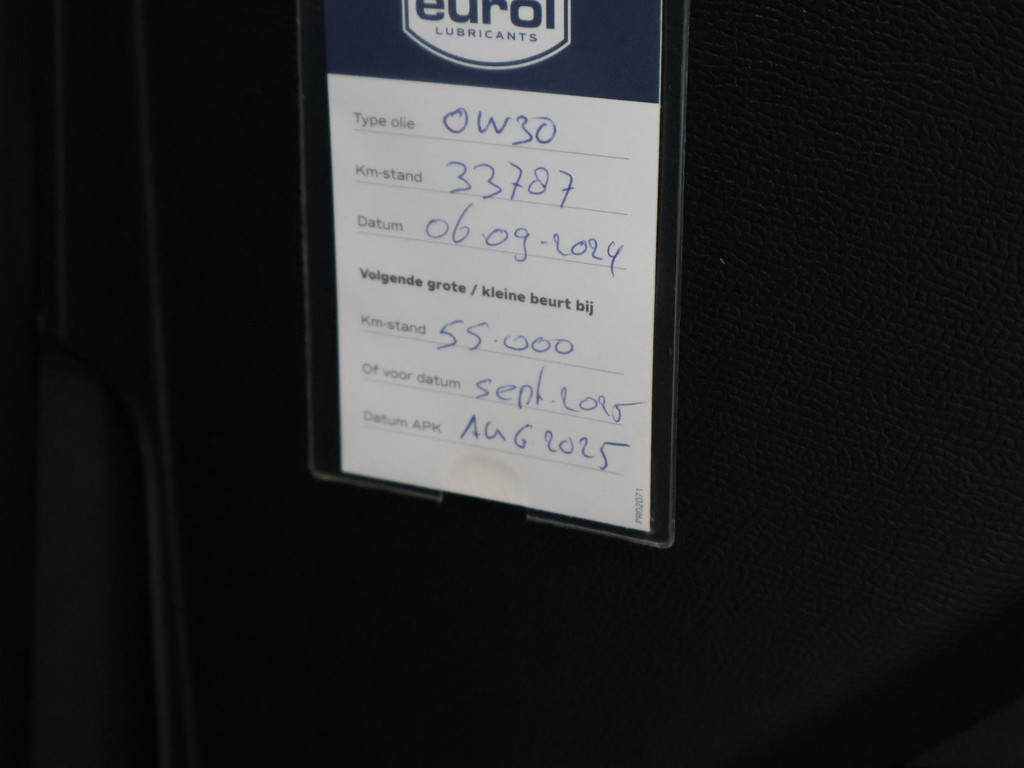 eurol
LUBRICANTS
Type olie 0W30
Km-stand 33787
Datum 06-09-2024
Volgende grote / kleine beurt bij
Km-stand 55.000
Of voor datum sept. 2025
Datum APK AUG 2025
PR02071